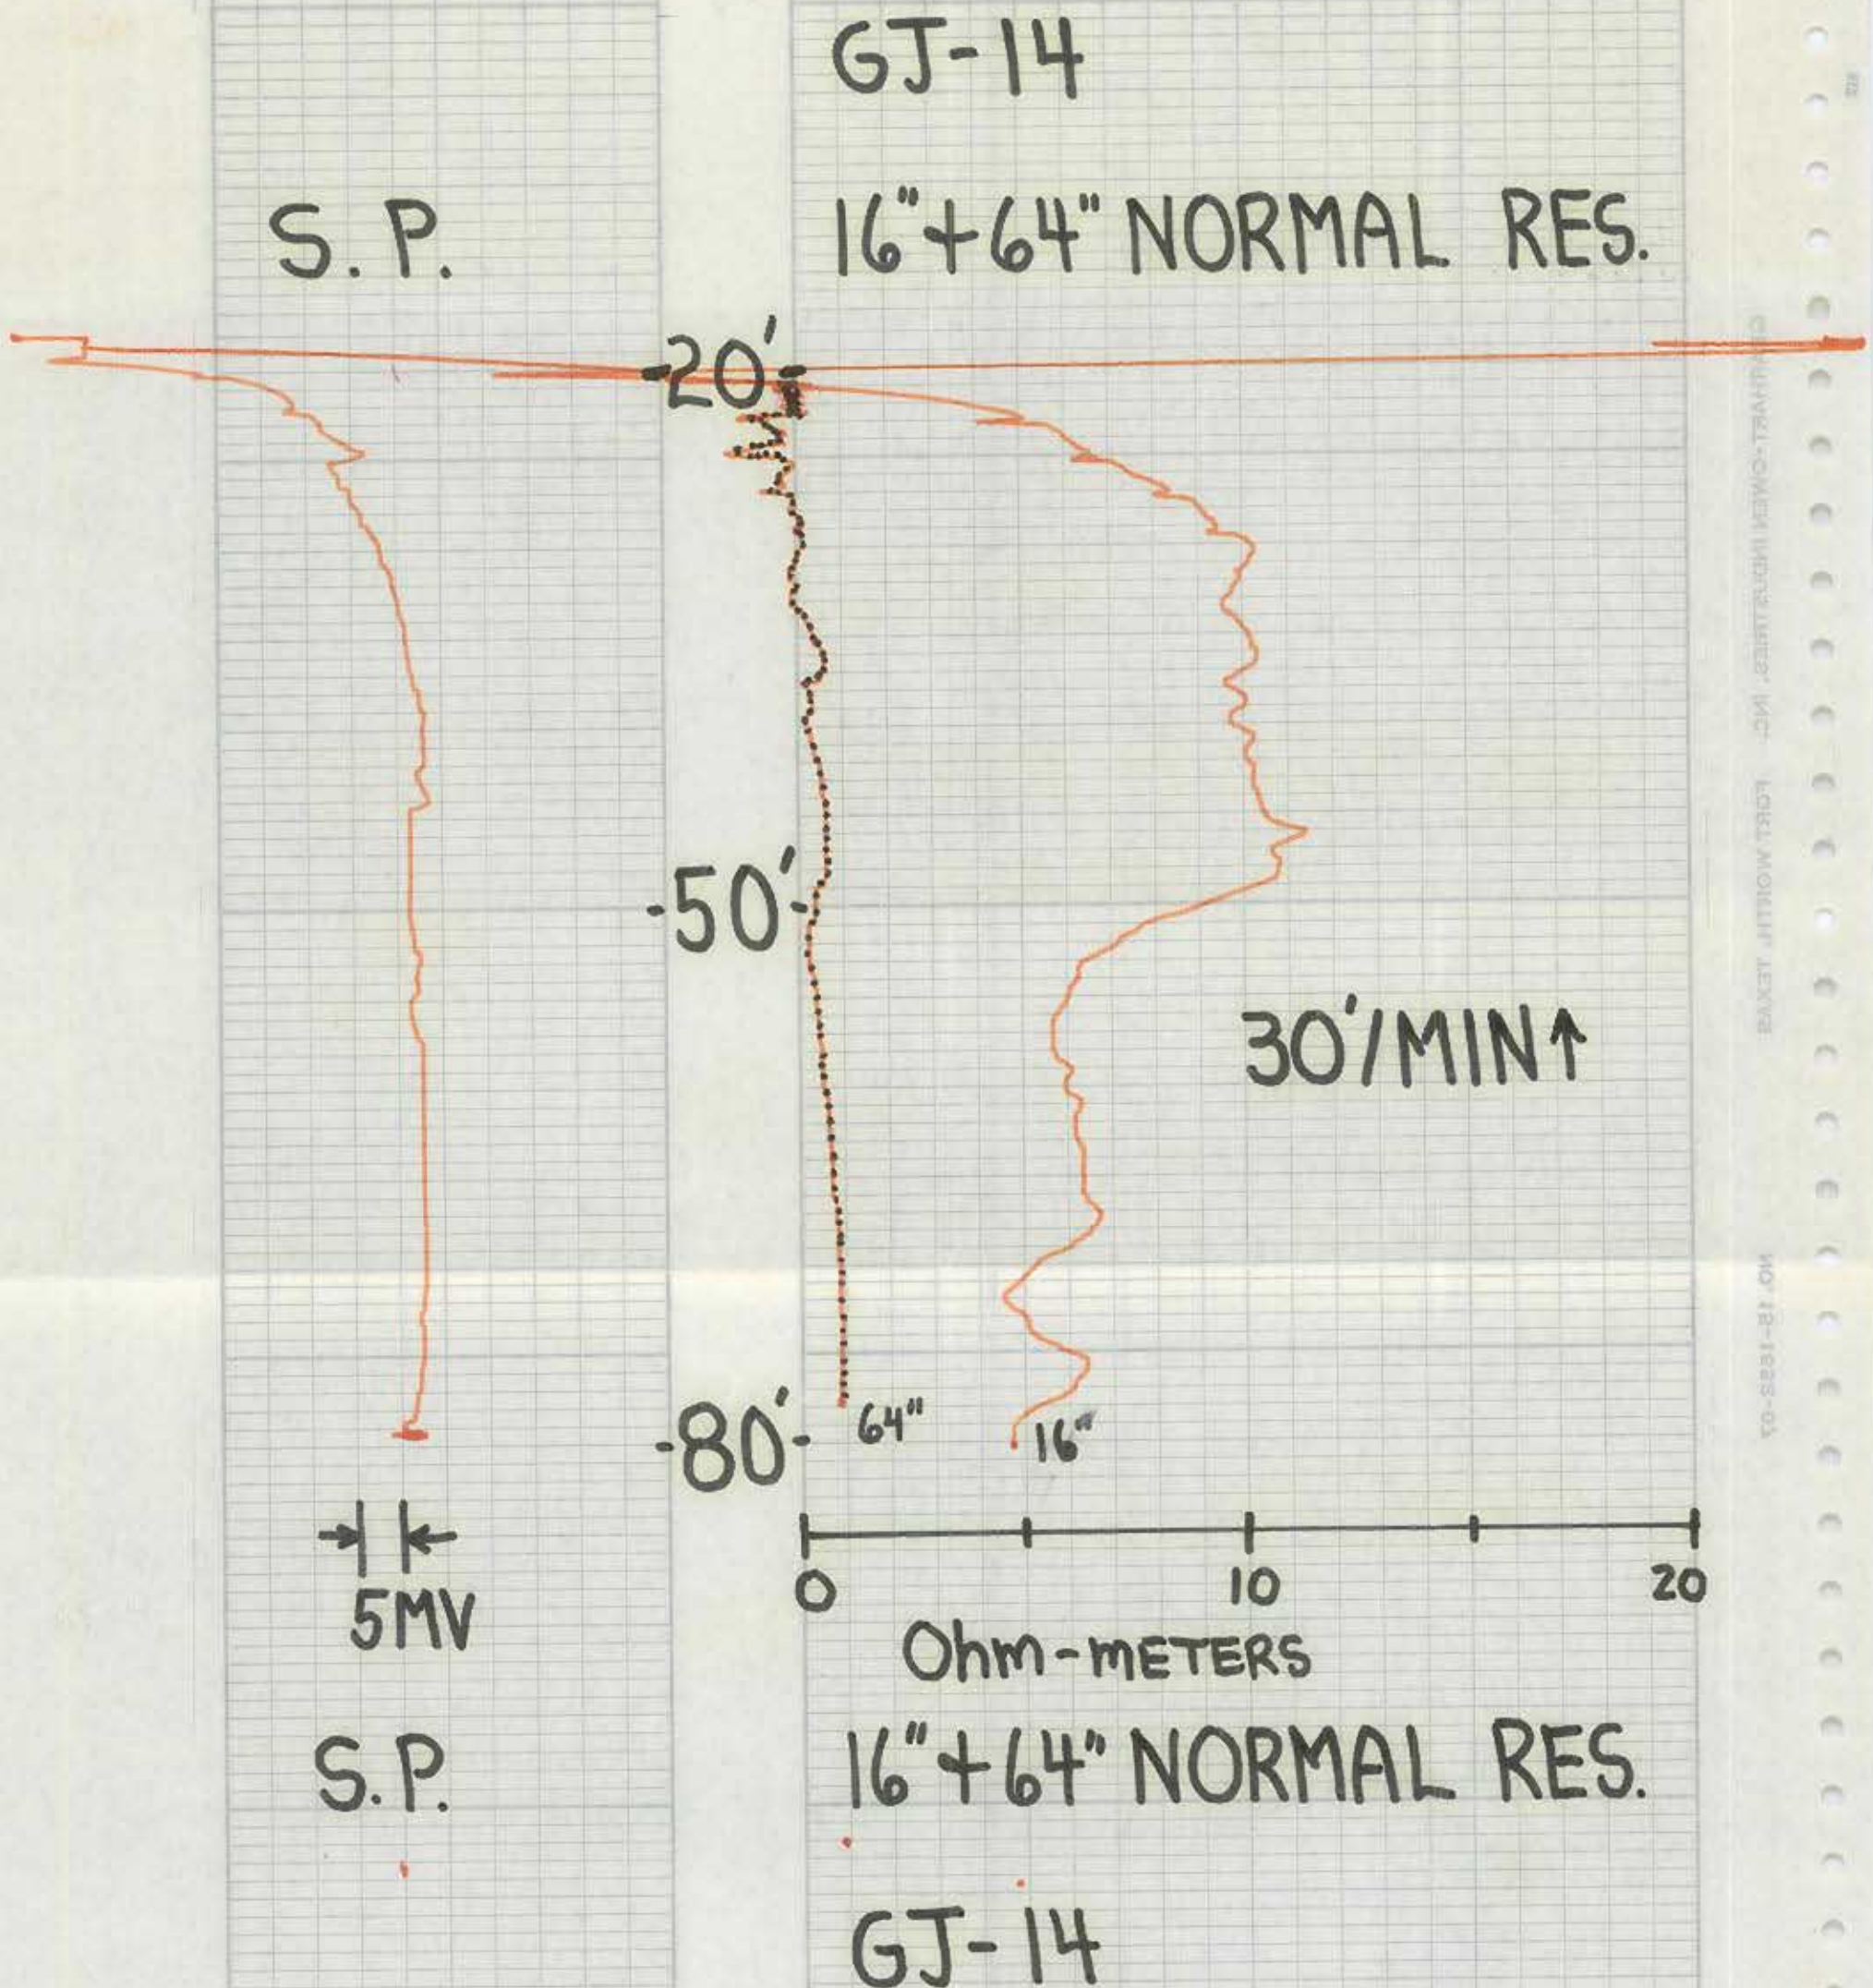 GJ-14
S.P. 16"+64" NORMAL RES.
-20'-
-50'-
30'/MIN↑
-80'- 64" 16"
5MV
0 10 20
Ohm-METERS
S.P. 16"+64" NORMAL RES.
GJ-14